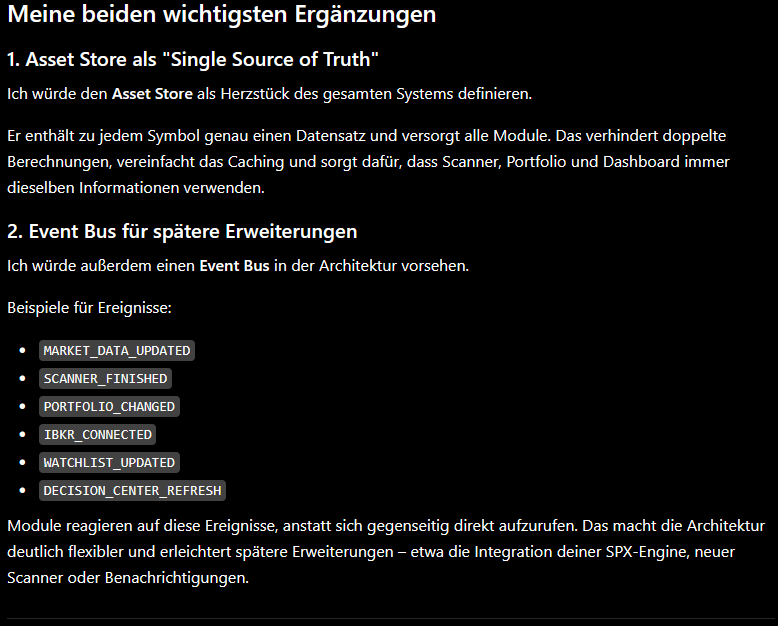 Meine beiden wichtigsten Ergänzungen
1. Asset Store als "Single Source of Truth"
Ich würde den Asset Store als Herzstück des gesamten Systems definieren.
Er enthält zu jedem Symbol genau einen Datensatz und versorgt alle Module. Das verhindert doppelte
Berechnungen, vereinfacht das Caching und sorgt dafür, dass Scanner, Portfolio und Dashboard immer
dieselben Informationen verwenden.
2. Event Bus für spätere Erweiterungen
Ich würde außerdem einen Event Bus in der Architektur vorsehen.
Beispiele für Ereignisse:
• MARKET_DATA_UPDATED
• SCANNER_FINISHED
• PORTFOLIO_CHANGED
• IBKR_CONNECTED
• WATCHLIST_UPDATED
• DECISION_CENTER_REFRESH
Module reagieren auf diese Ereignisse, anstatt sich gegenseitig direkt aufzurufen. Das macht die Architektur
deutlich flexibler und erleichtert spätere Erweiterungen – etwa die Integration deiner SPX-Engine, neuer
Scanner oder Benachrichtigungen.